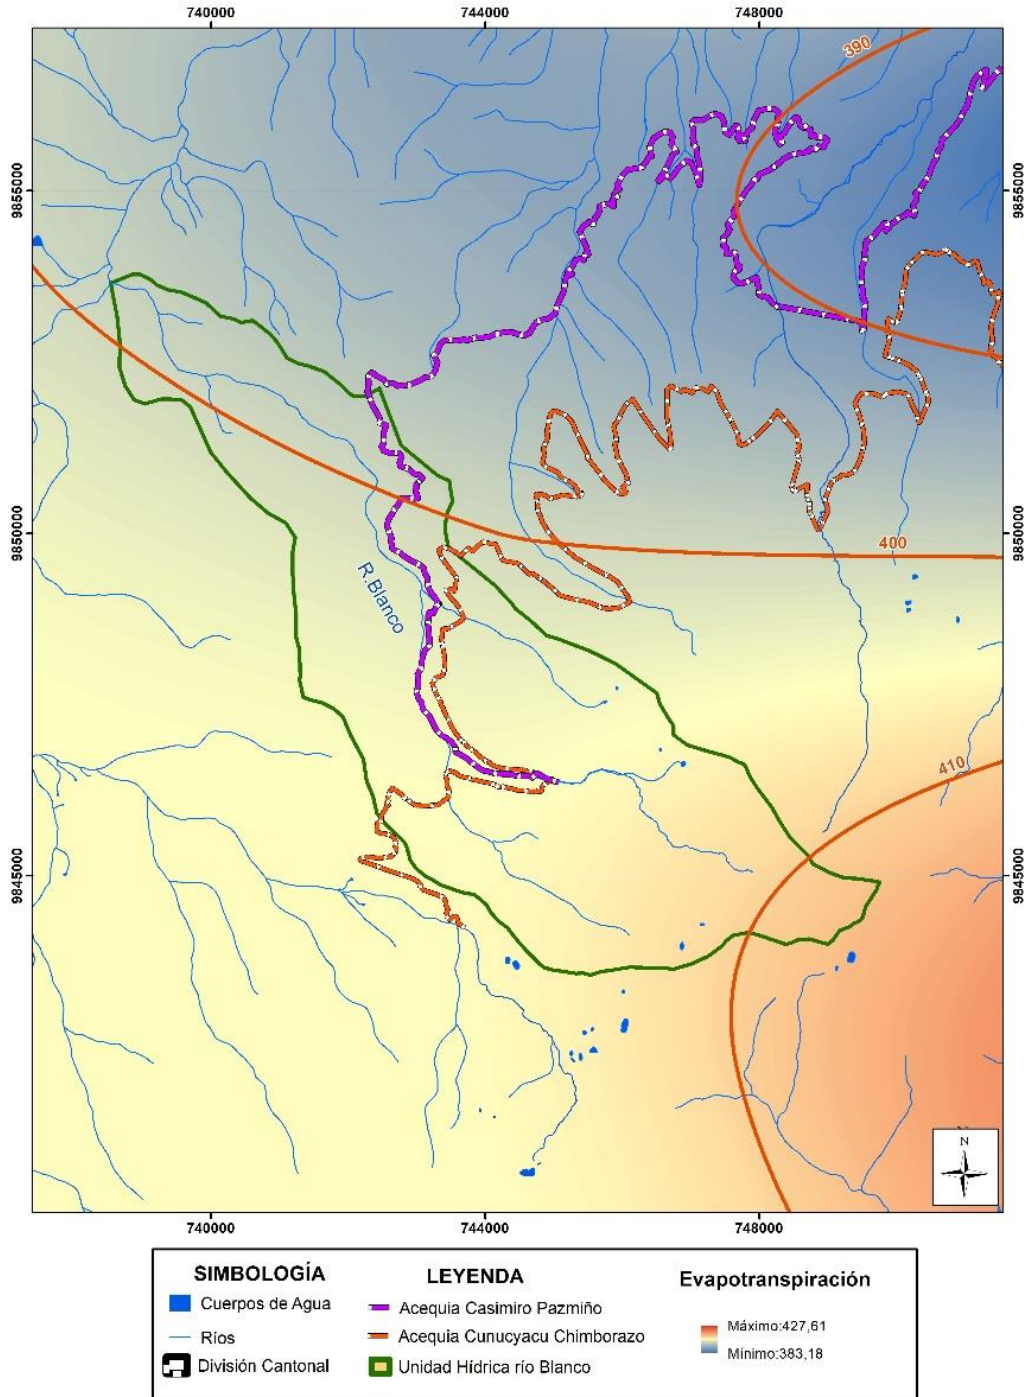 740000 744000 748000
390
9855000 9855000
9850000 400 9850000
R.Blanco
410
9845000 9845000
N
740000 744000 748000
SIMBOLOGÍA
Cuerpos de Agua
Ríos
División Cantonal
LEYENDA
Acequia Casimiro Pazmiño
Acequia Cunucyacu Chimborazo
Unidad Hídrica río Blanco
Evapotranspiración
Máximo:427,61
Mínimo:383,18